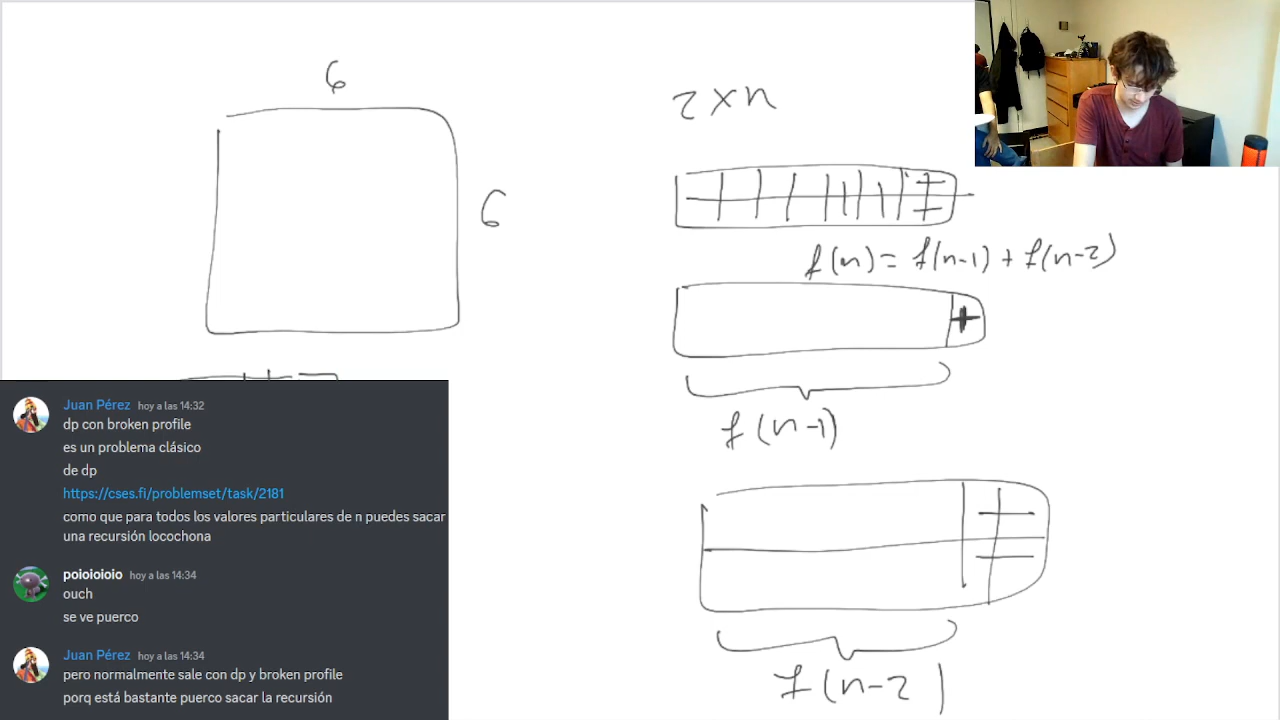 6
6
2 x n
f(n) = f(n-1) + f(n-2)
f(n-1)
f(n-2)
Juan Pérez hoy a las 14:32
dp con broken profile
es un problema clásico
de dp
https://cses.fi/problemset/task/2181
como que para todos los valores particulares de n puedes sacar
una recursión locochona
poioioioio hoy a las 14:34
ouch
se ve puerco
Juan Pérez hoy a las 14:34
pero normalmente sale con dp y broken profile
porq está bastante puerco sacar la recursión